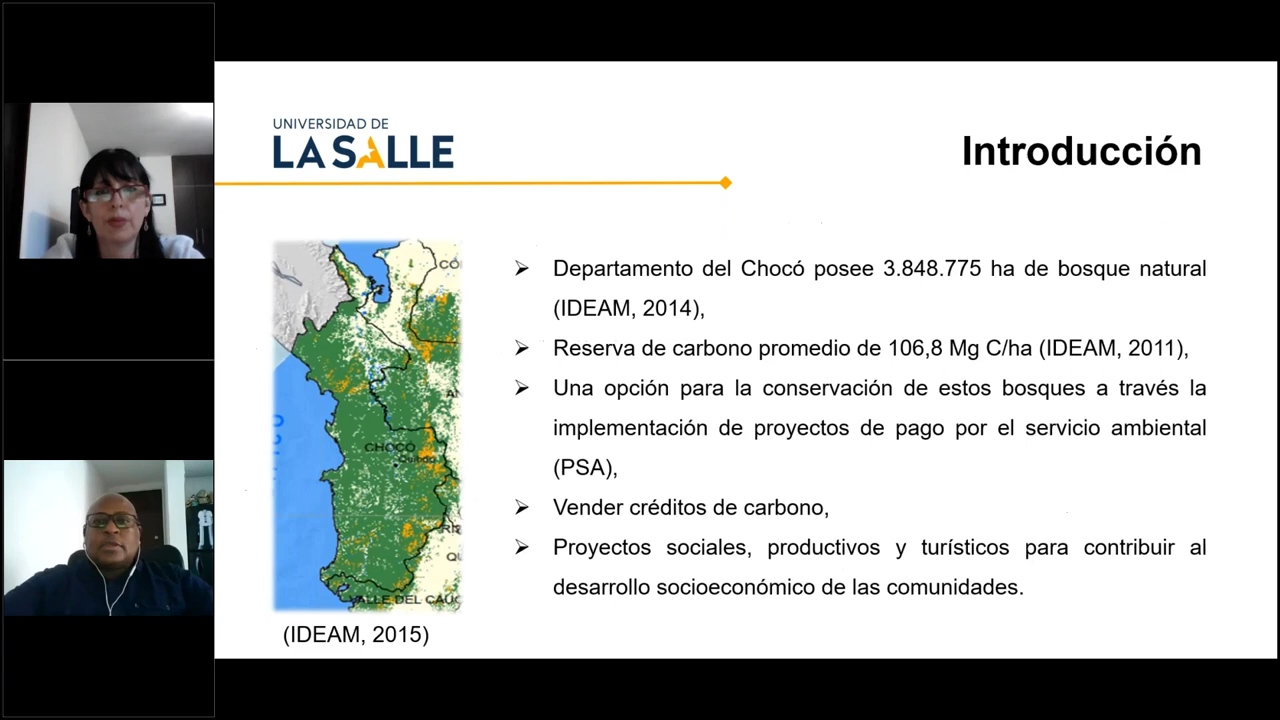 UNIVERSIDAD DE
LA SALLE
Introducción
CHOCÓ
Quibdó
VALLE DEL CAUC
(IDEAM, 2015)
Departamento del Chocó posee 3.848.775 ha de bosque natural
(IDEAM, 2014),
Reserva de carbono promedio de 106,8 Mg C/ha (IDEAM, 2011),
Una opción para la conservación de estos bosques a través la
implementación de proyectos de pago por el servicio ambiental
(PSA),
Vender créditos de carbono,
Proyectos sociales, productivos y turísticos para contribuir al
desarrollo socioeconómico de las comunidades.